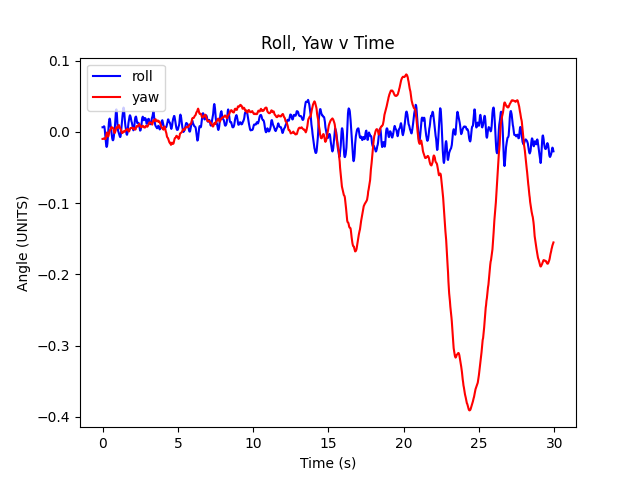 Roll, Yaw v Time
roll
yaw
0.1
0.0
−0.1
−0.2
−0.3
−0.4
Angle (UNITS)
0 5 10 15 20 25 30
Time (s)